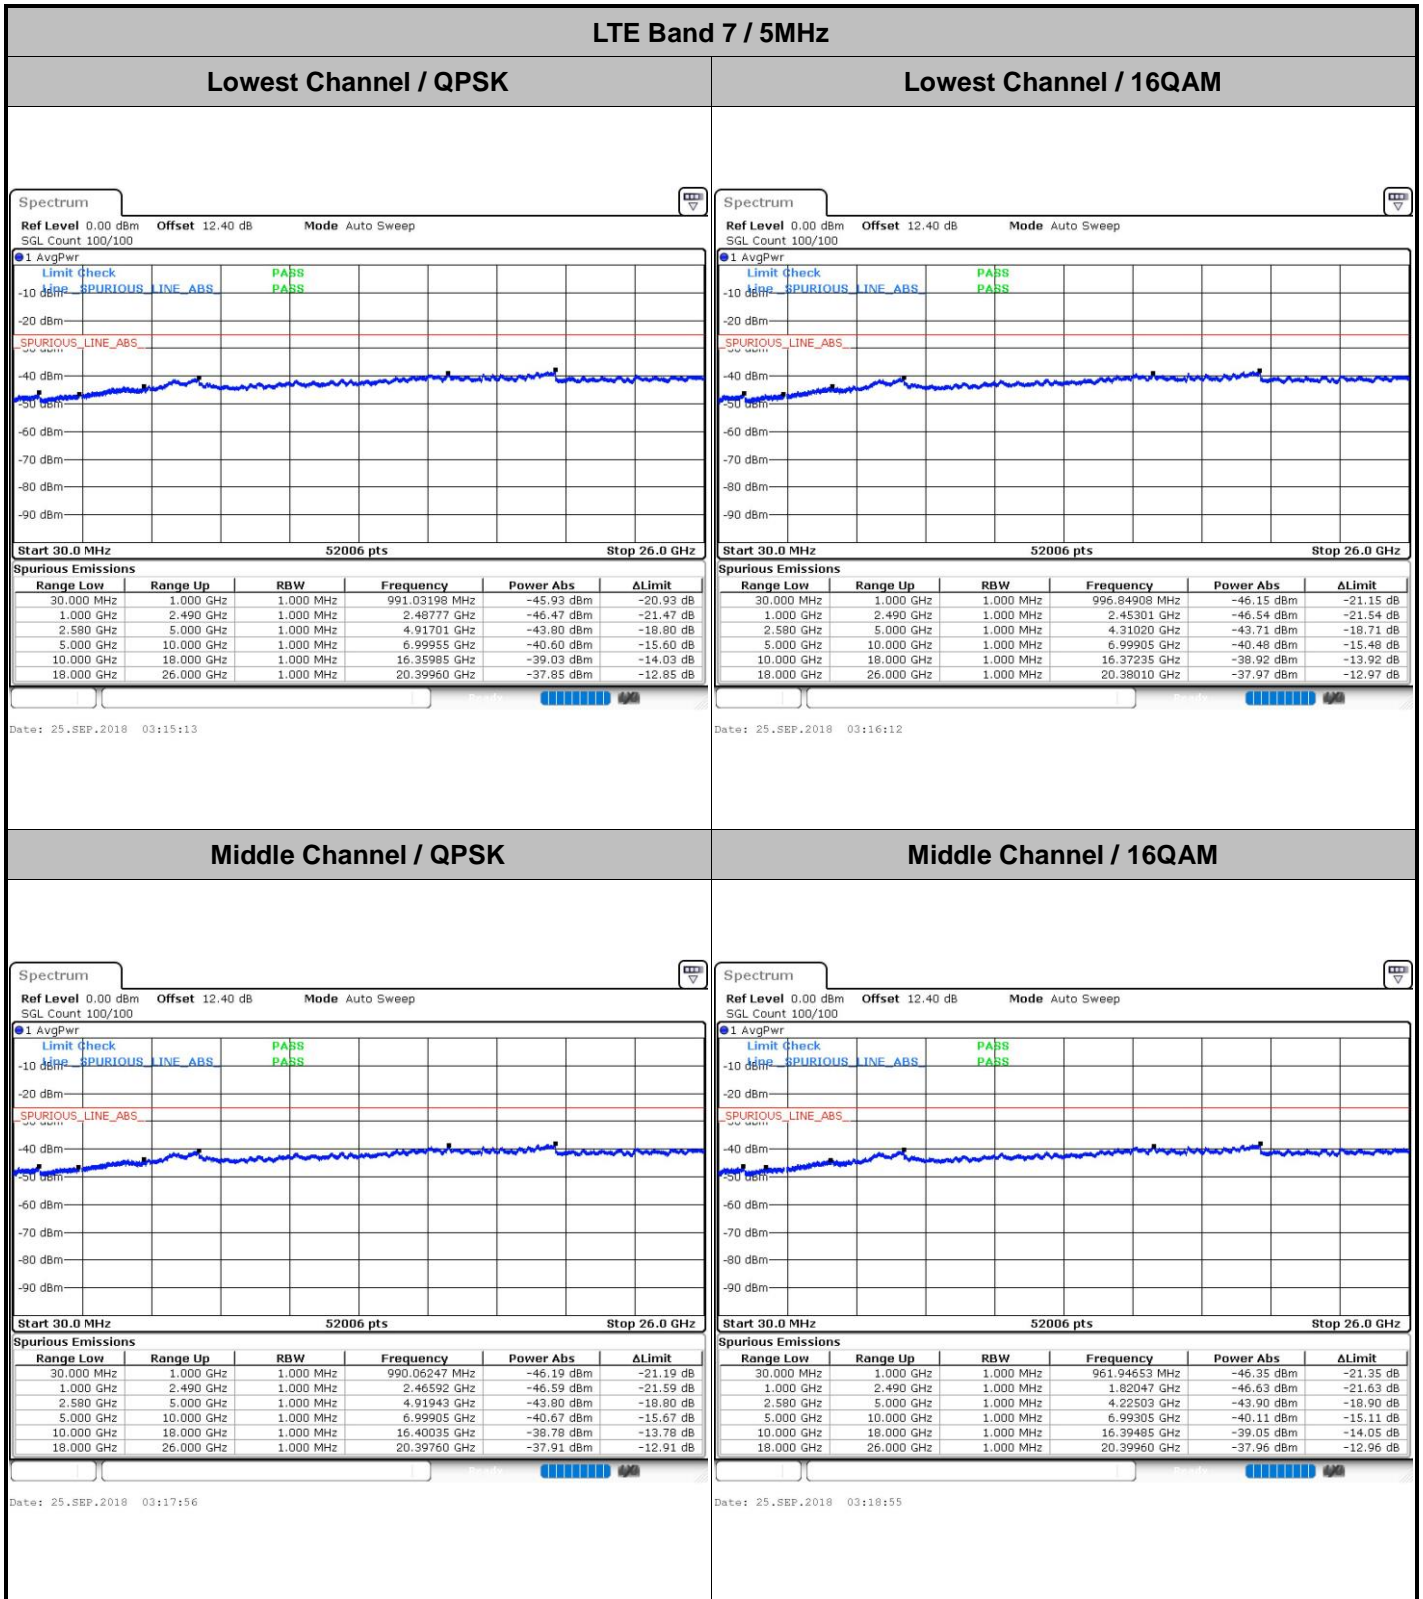 LTE Band 7 / 5MHz
Lowest Channel / QPSK
Lowest Channel / 16QAM
Spectrum
Ref Level 0.00 dBm Offset 12.40 dB Mode Auto Sweep
SGL Count 100/100
1 AvgPwr
Limit Check PASS
Line _SPURIOUS_LINE_ABS_ PASS
-10 dBm
-20 dBm
_SPURIOUS_LINE_ABS_
-30 dBm
-40 dBm
-50 dBm
-60 dBm
-70 dBm
-80 dBm
-90 dBm
Start 30.0 MHz 52006 pts Stop 26.0 GHz
Spurious Emissions
Range Low Range Up RBW Frequency Power Abs ΔLimit
30.000 MHz 1.000 GHz 1.000 MHz 991.03198 MHz -45.93 dBm -20.93 dB
1.000 GHz 2.490 GHz 1.000 MHz 2.48777 GHz -46.47 dBm -21.47 dB
2.580 GHz 5.000 GHz 1.000 MHz 4.91701 GHz -43.80 dBm -18.80 dB
5.000 GHz 10.000 GHz 1.000 MHz 6.99955 GHz -40.60 dBm -15.60 dB
10.000 GHz 18.000 GHz 1.000 MHz 16.35985 GHz -39.03 dBm -14.03 dB
18.000 GHz 26.000 GHz 1.000 MHz 20.39960 GHz -37.85 dBm -12.85 dB
Date: 25.SEP.2018 03:15:13
Spectrum
Ref Level 0.00 dBm Offset 12.40 dB Mode Auto Sweep
SGL Count 100/100
1 AvgPwr
Limit Check PASS
Line _SPURIOUS_LINE_ABS_ PASS
-10 dBm
-20 dBm
_SPURIOUS_LINE_ABS_
-30 dBm
-40 dBm
-50 dBm
-60 dBm
-70 dBm
-80 dBm
-90 dBm
Start 30.0 MHz 52006 pts Stop 26.0 GHz
Spurious Emissions
Range Low Range Up RBW Frequency Power Abs ΔLimit
30.000 MHz 1.000 GHz 1.000 MHz 996.84908 MHz -46.15 dBm -21.15 dB
1.000 GHz 2.490 GHz 1.000 MHz 2.45301 GHz -46.54 dBm -21.54 dB
2.580 GHz 5.000 GHz 1.000 MHz 4.31020 GHz -43.71 dBm -18.71 dB
5.000 GHz 10.000 GHz 1.000 MHz 6.99905 GHz -40.48 dBm -15.48 dB
10.000 GHz 18.000 GHz 1.000 MHz 16.37235 GHz -38.92 dBm -13.92 dB
18.000 GHz 26.000 GHz 1.000 MHz 20.38010 GHz -37.97 dBm -12.97 dB
Date: 25.SEP.2018 03:16:12
Middle Channel / QPSK
Middle Channel / 16QAM
Spectrum
Ref Level 0.00 dBm Offset 12.40 dB Mode Auto Sweep
SGL Count 100/100
1 AvgPwr
Limit Check PASS
Line _SPURIOUS_LINE_ABS_ PASS
-10 dBm
-20 dBm
_SPURIOUS_LINE_ABS_
-30 dBm
-40 dBm
-50 dBm
-60 dBm
-70 dBm
-80 dBm
-90 dBm
Start 30.0 MHz 52006 pts Stop 26.0 GHz
Spurious Emissions
Range Low Range Up RBW Frequency Power Abs ΔLimit
30.000 MHz 1.000 GHz 1.000 MHz 990.06247 MHz -46.19 dBm -21.19 dB
1.000 GHz 2.490 GHz 1.000 MHz 2.46592 GHz -46.59 dBm -21.59 dB
2.580 GHz 5.000 GHz 1.000 MHz 4.91943 GHz -43.80 dBm -18.80 dB
5.000 GHz 10.000 GHz 1.000 MHz 6.99905 GHz -40.67 dBm -15.67 dB
10.000 GHz 18.000 GHz 1.000 MHz 16.40035 GHz -38.78 dBm -13.78 dB
18.000 GHz 26.000 GHz 1.000 MHz 20.39760 GHz -37.91 dBm -12.91 dB
Date: 25.SEP.2018 03:17:56
Spectrum
Ref Level 0.00 dBm Offset 12.40 dB Mode Auto Sweep
SGL Count 100/100
1 AvgPwr
Limit Check PASS
Line _SPURIOUS_LINE_ABS_ PASS
-10 dBm
-20 dBm
_SPURIOUS_LINE_ABS_
-30 dBm
-40 dBm
-50 dBm
-60 dBm
-70 dBm
-80 dBm
-90 dBm
Start 30.0 MHz 52006 pts Stop 26.0 GHz
Spurious Emissions
Range Low Range Up RBW Frequency Power Abs ΔLimit
30.000 MHz 1.000 GHz 1.000 MHz 961.94653 MHz -46.35 dBm -21.35 dB
1.000 GHz 2.490 GHz 1.000 MHz 1.82047 GHz -46.63 dBm -21.63 dB
2.580 GHz 5.000 GHz 1.000 MHz 4.22503 GHz -43.90 dBm -18.90 dB
5.000 GHz 10.000 GHz 1.000 MHz 6.99305 GHz -40.11 dBm -15.11 dB
10.000 GHz 18.000 GHz 1.000 MHz 16.39485 GHz -39.05 dBm -14.05 dB
18.000 GHz 26.000 GHz 1.000 MHz 20.39960 GHz -37.96 dBm -12.96 dB
Date: 25.SEP.2018 03:18:55